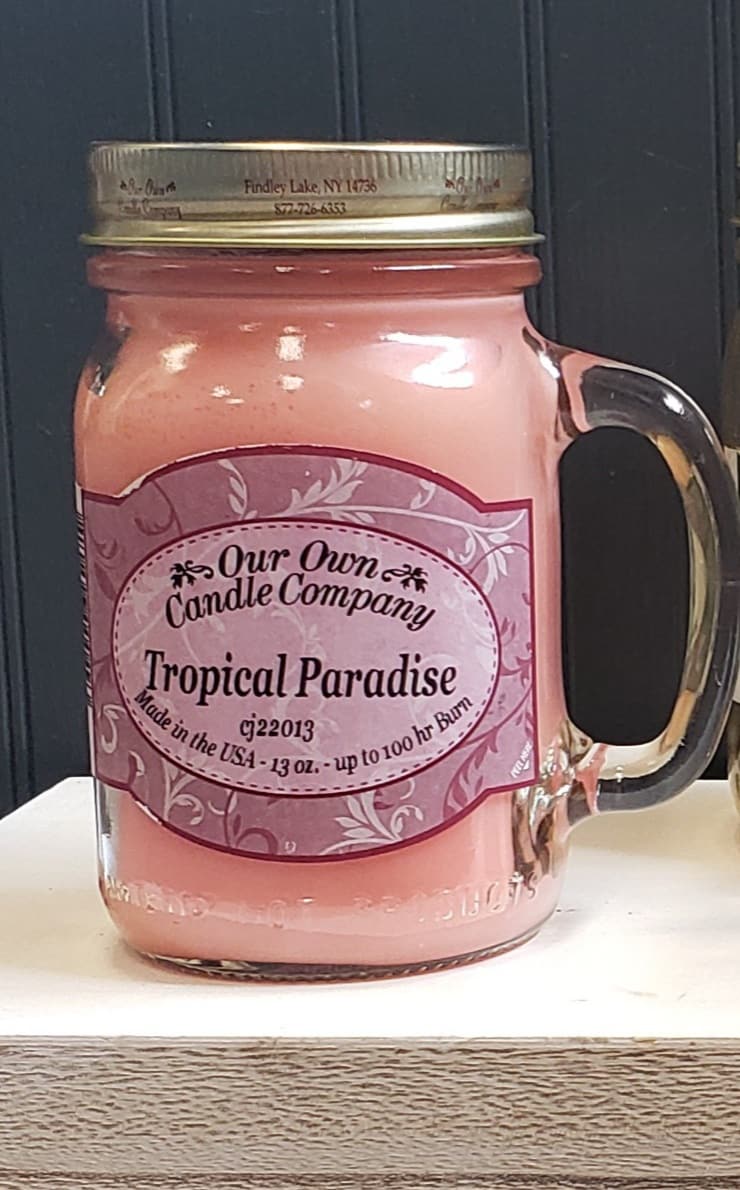 Our Own
Candle Company
Findley Lake, NY 14736
877-726-6353
Our Own
Candle Company
Our Own
Candle Company
Tropical Paradise
cj22013
Made in the USA - 13 oz. - up to 100 hr Burn